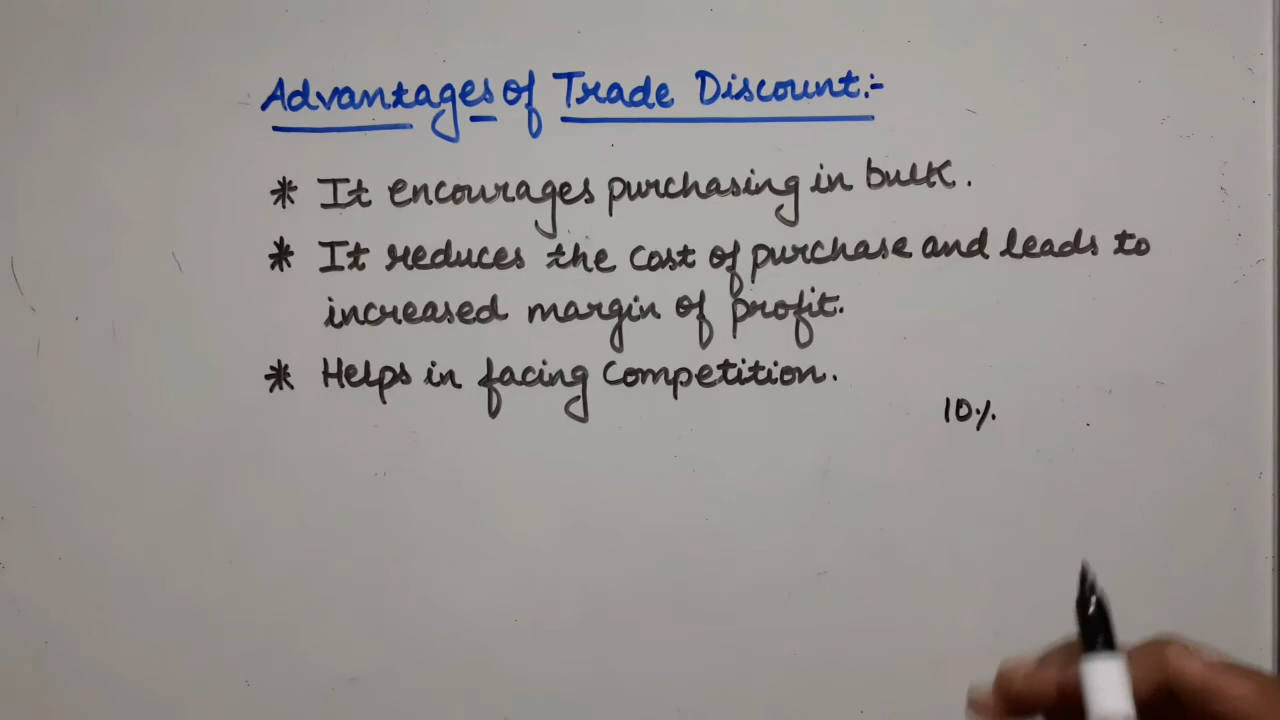 Advantages of Trade Discount:-
* It encourages purchasing in bulk.
* It reduces the cost of purchase and leads to
increased margin of profit.
* Helps in facing Competition.
10%